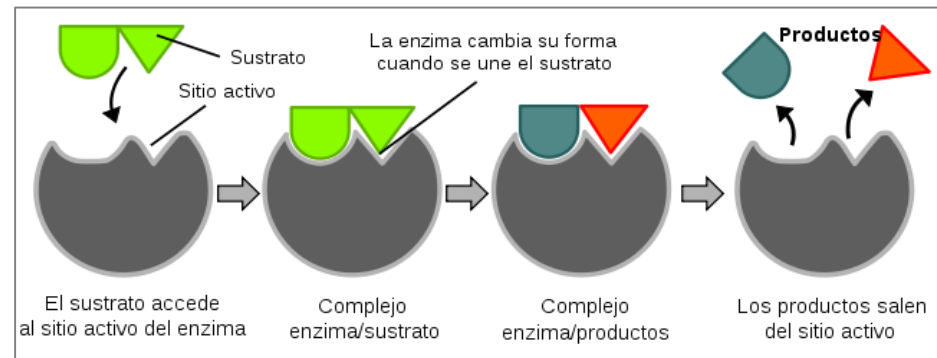 Sustrato
Sitio activo
La enzima cambia su forma
cuando se une el sustrato
Productos
El sustrato accede
al sitio activo del enzima
Complejo
enzima/sustrato
Complejo
enzima/productos
Los productos salen
del sitio activo